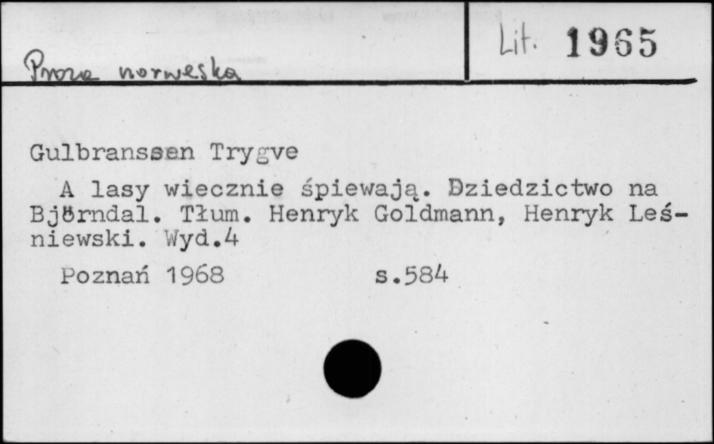 Lit. 1965
Proza norweska
Gulbranssen Trygve
A lasy wiecznie śpiewają. Dziedzictwo na
Björndal. Tłum. Henryk Goldmann, Henryk Leś-
niewski. Wyd.4
Poznań 1968 s.584